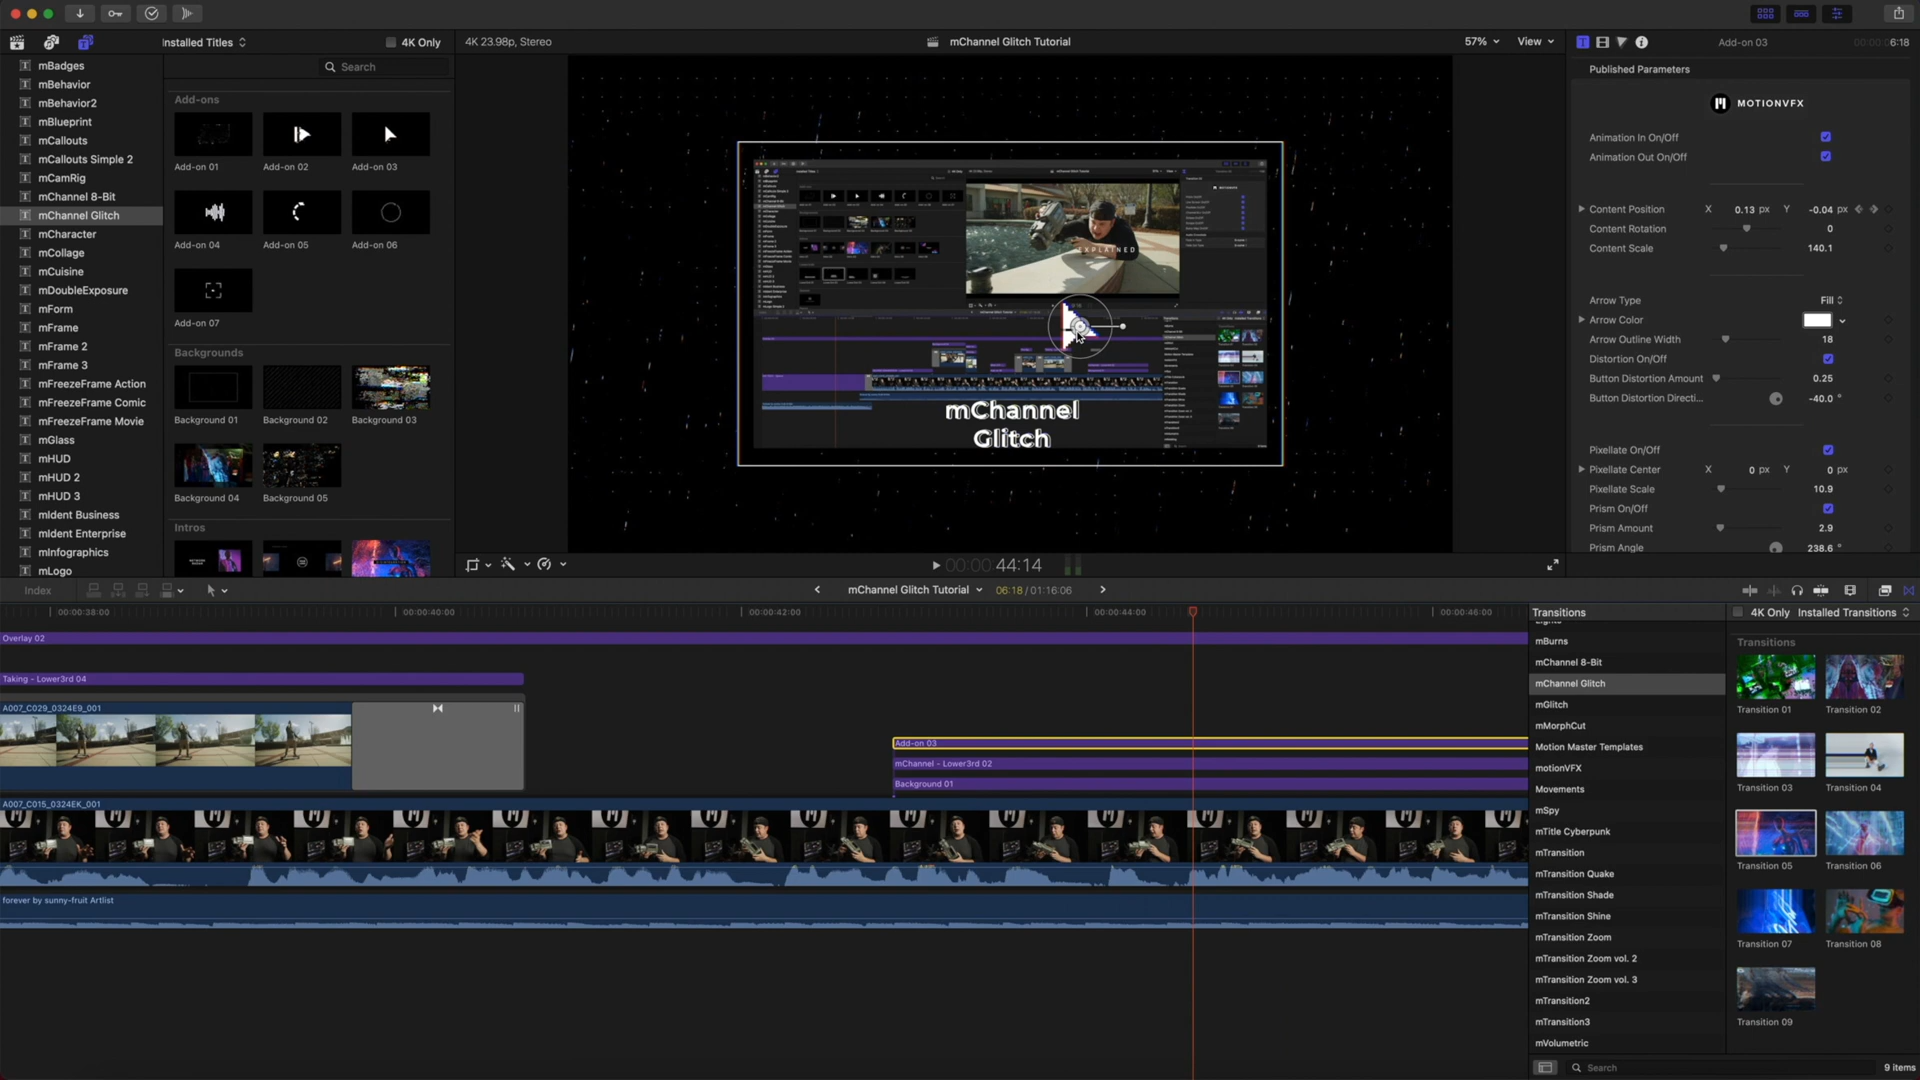 Installed Titles
4K Only
4K 23.98p, Stereo
mChannel Glitch Tutorial
57%
View
Add-on 03
00:00:06:18
mBadges
mBehavior
mBehavior2
mBlueprint
mCallouts
mCallouts Simple 2
mCamRig
mChannel 8-Bit
mChannel Glitch
mCharacter
mCollage
mCuisine
mDoubleExposure
mForm
mFrame
mFrame 2
mFrame 3
mFreezeFrame Action
mFreezeFrame Comic
mFreezeFrame Movie
mGlass
mHUD
mHUD 2
mHUD 3
mIdent Business
mIdent Enterprise
mInfographics
mLogo
Search
Add-ons
Add-on 01
Add-on 02
Add-on 03
Add-on 04
Add-on 05
Add-on 06
Add-on 07
Backgrounds
Background 01
Background 02
Background 03
Background 04
Background 05
Intros
EXPLAINED
mChannel
Glitch
Published Parameters
MOTIONVFX
Animation In On/Off
Animation Out On/Off
Content Position X 0.13 px Y -0.04 px
Content Rotation 0
Content Scale 140.1
Arrow Type Fill
Arrow Color
Arrow Outline Width 18
Distortion On/Off
Button Distortion Amount 0.25
Button Distortion Directi... -40.0 °
Pixellate On/Off
Pixellate Center X 0 px Y 0 px
Pixellate Scale 10.9
Prism On/Off
Prism Amount 2.9
Prism Angle 238.6 °
00:00:44:14
Index
mChannel Glitch Tutorial
06:18 / 01:16:06
00:00:38:00
00:00:40:00
00:00:42:00
00:00:44:00
00:00:46:00
Overlay 02
Taking - Lower3rd 04
A007_C029_0324E9_001
Add-on 03
mChannel - Lower3rd 02
Background 01
A007_C015_0324EK_001
forever by sunny-fruit Artlist
Transitions
4K Only
Installed Transitions
mBurns
mChannel 8-Bit
mChannel Glitch
mGlitch
mMorphCut
Motion Master Templates
motionVFX
Movements
mSpy
mTitle Cyberpunk
mTransition
mTransition Quake
mTransition Shade
mTransition Shine
mTransition Zoom
mTransition Zoom vol. 2
mTransition Zoom vol. 3
mTransition2
mTransition3
mVolumetric
Transitions
Transition 01
Transition 02
Transition 03
Transition 04
Transition 05
Transition 06
Transition 07
Transition 08
Transition 09
Search
9 items